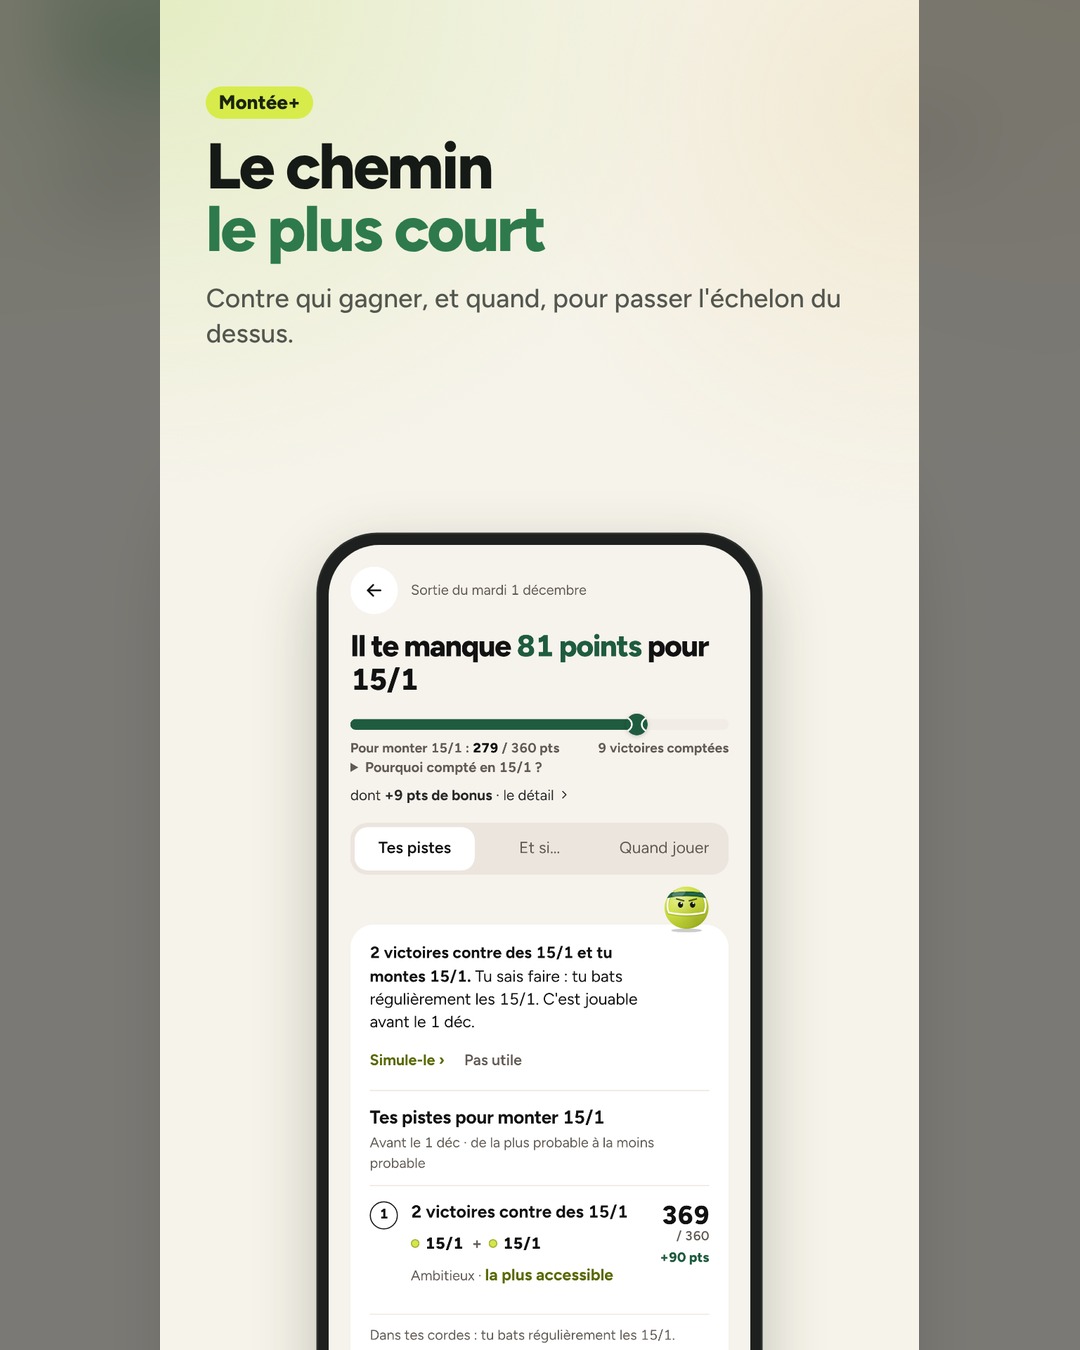 Montée+
Le chemin
le plus court
Contre qui gagner, et quand, pour passer l'échelon du
dessus.
Sortie du mardi 1 décembre
Il te manque 81 points pour
15/1
Pour monter 15/1 : 279 / 360 pts
9 victoires comptées
Pourquoi compté en 15/1 ?
dont +9 pts de bonus · le détail >
Tes pistes
Et si...
Quand jouer
2 victoires contre des 15/1 et tu
montes 15/1. Tu sais faire : tu bats
régulièrement les 15/1. C'est jouable
avant le 1 déc.
Simule-le ›
Pas utile
Tes pistes pour monter 15/1
Avant le 1 déc · de la plus probable à la moins
probable
1
2 victoires contre des 15/1
369
/ 360
15/1 + 15/1
+90 pts
Ambitieux · la plus accessible
Dans tes cordes : tu bats régulièrement les 15/1.